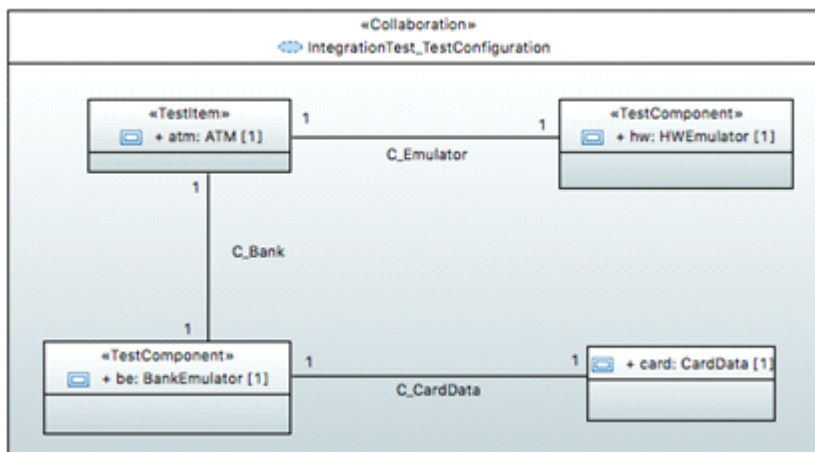 «Collaboration»
IntegrationTest_TestConfiguration
«TestItem»
+ atm: ATM [1]
1
C_Emulator
1
«TestComponent»
+ hw: HWEmulator [1]
1
C_Bank
1
«TestComponent»
+ be: BankEmulator [1]
1
C_CardData
1
+ card: CardData [1]